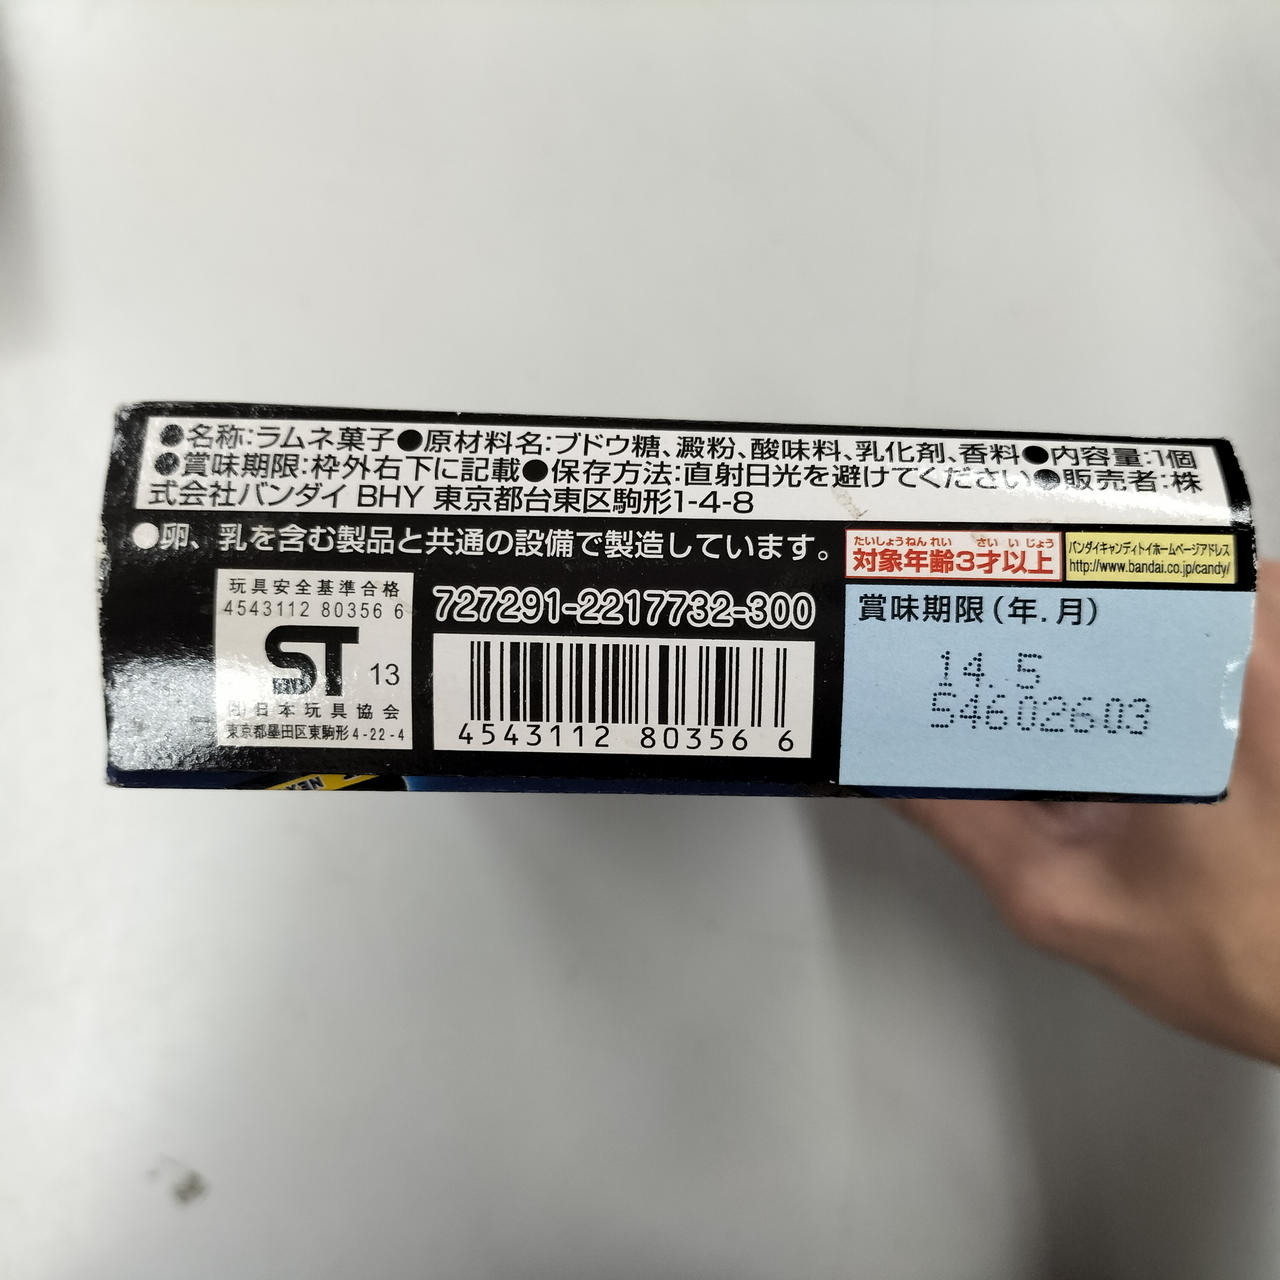 ●名称:ラムネ菓子●原材料名:ブドウ糖、澱粉、酸味料、乳化剤、香料●内容量:1個
●賞味期限:枠外右下に記載●保存方法:直射日光を避けてください●販売者:株
式会社バンダイ BHY 東京都台東区駒形1-4-8
●卵、乳を含む製品と共通の設備で製造しています。
たいしょうねんれい さいいじょう
対象年齢3才以上
バンダイキャンディトイホームページアドレス
http://www.bandai.co.jp/candy/
玩具安全基準合格
4543112 80356 6
ST 13
(社)日本玩具協会
東京都墨田区東駒形4-22-4
727291-2217732-300
4543112 80356 6
賞味期限(年.月)
14. 5
54602603
NEX